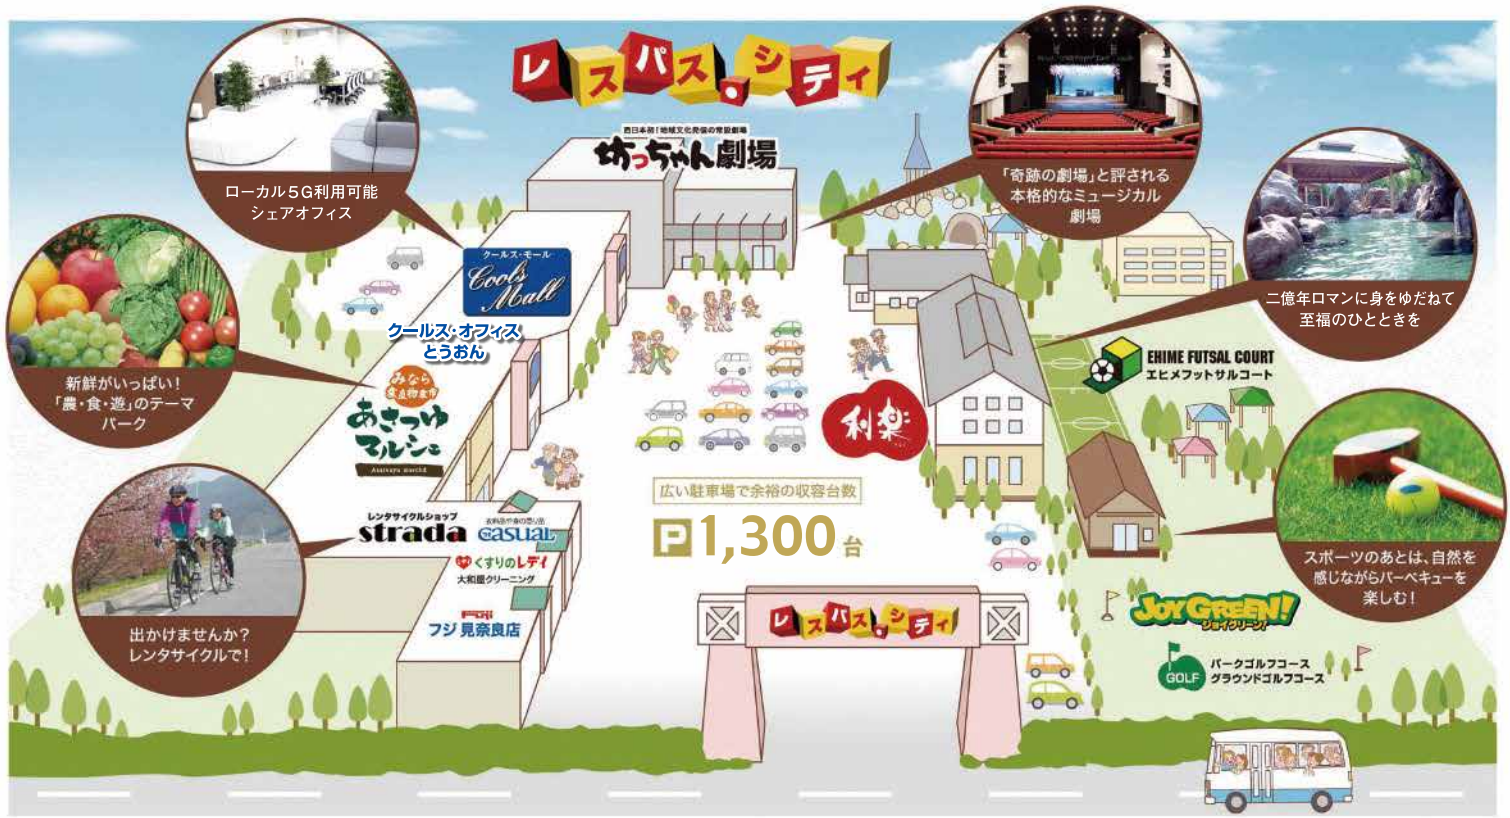 レスパス・シティ
西日本初!地域文化発信の常設劇場
坊っちゃん劇場
ローカル5G利用可能
シェアオフィス
「奇跡の劇場」と評される
本格的なミュージカル
劇場
クールス・モール
Cool's
Mall
クールス・オフィス
とうおん
二億年ロマンに身をゆだねて
至福のひとときを
新鮮がいっぱい!
「農・食・遊」のテーマ
パーク
みなら
産直物市
あさつゆ
マルシェ
Asatsuyu marché
EHIME FUTSAL COURT
エヒメフットサルコート
利楽
広い駐車場で余裕の収容台数
P 1,300台
レンタサイクルショップ
strada
casual
くすりのレデイ
大和屋クリーニング
Fuji
フジ 見奈良店
出かけませんか?
レンタサイクルで!
レスパス・シティ
スポーツのあとは、自然を
感じながらバーベキューを
楽しむ!
JOY GREEN!
ジョイグリーン!
GOLF
パークゴルフコース
グラウンドゴルフコース